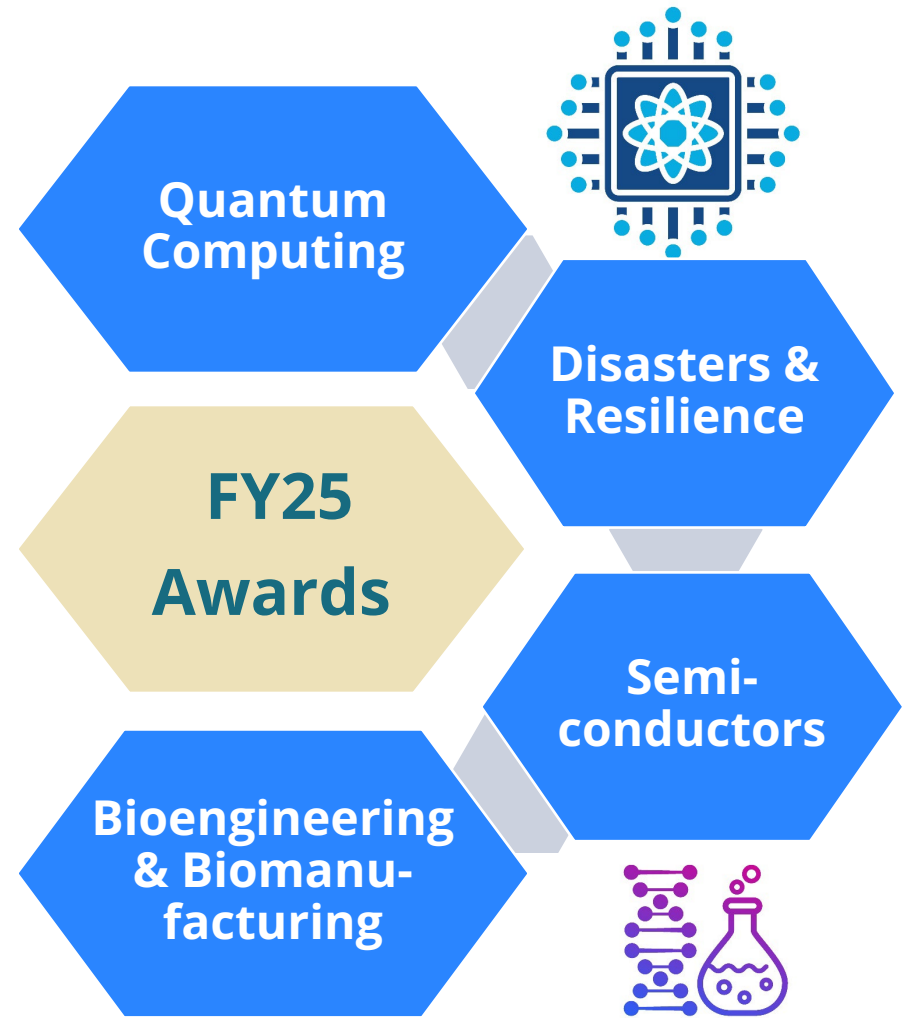 Quantum
Computing
Disasters &
Resilience
FY25
Awards
Semi-
conductors
Bioengineering
& Biomanu-
facturing